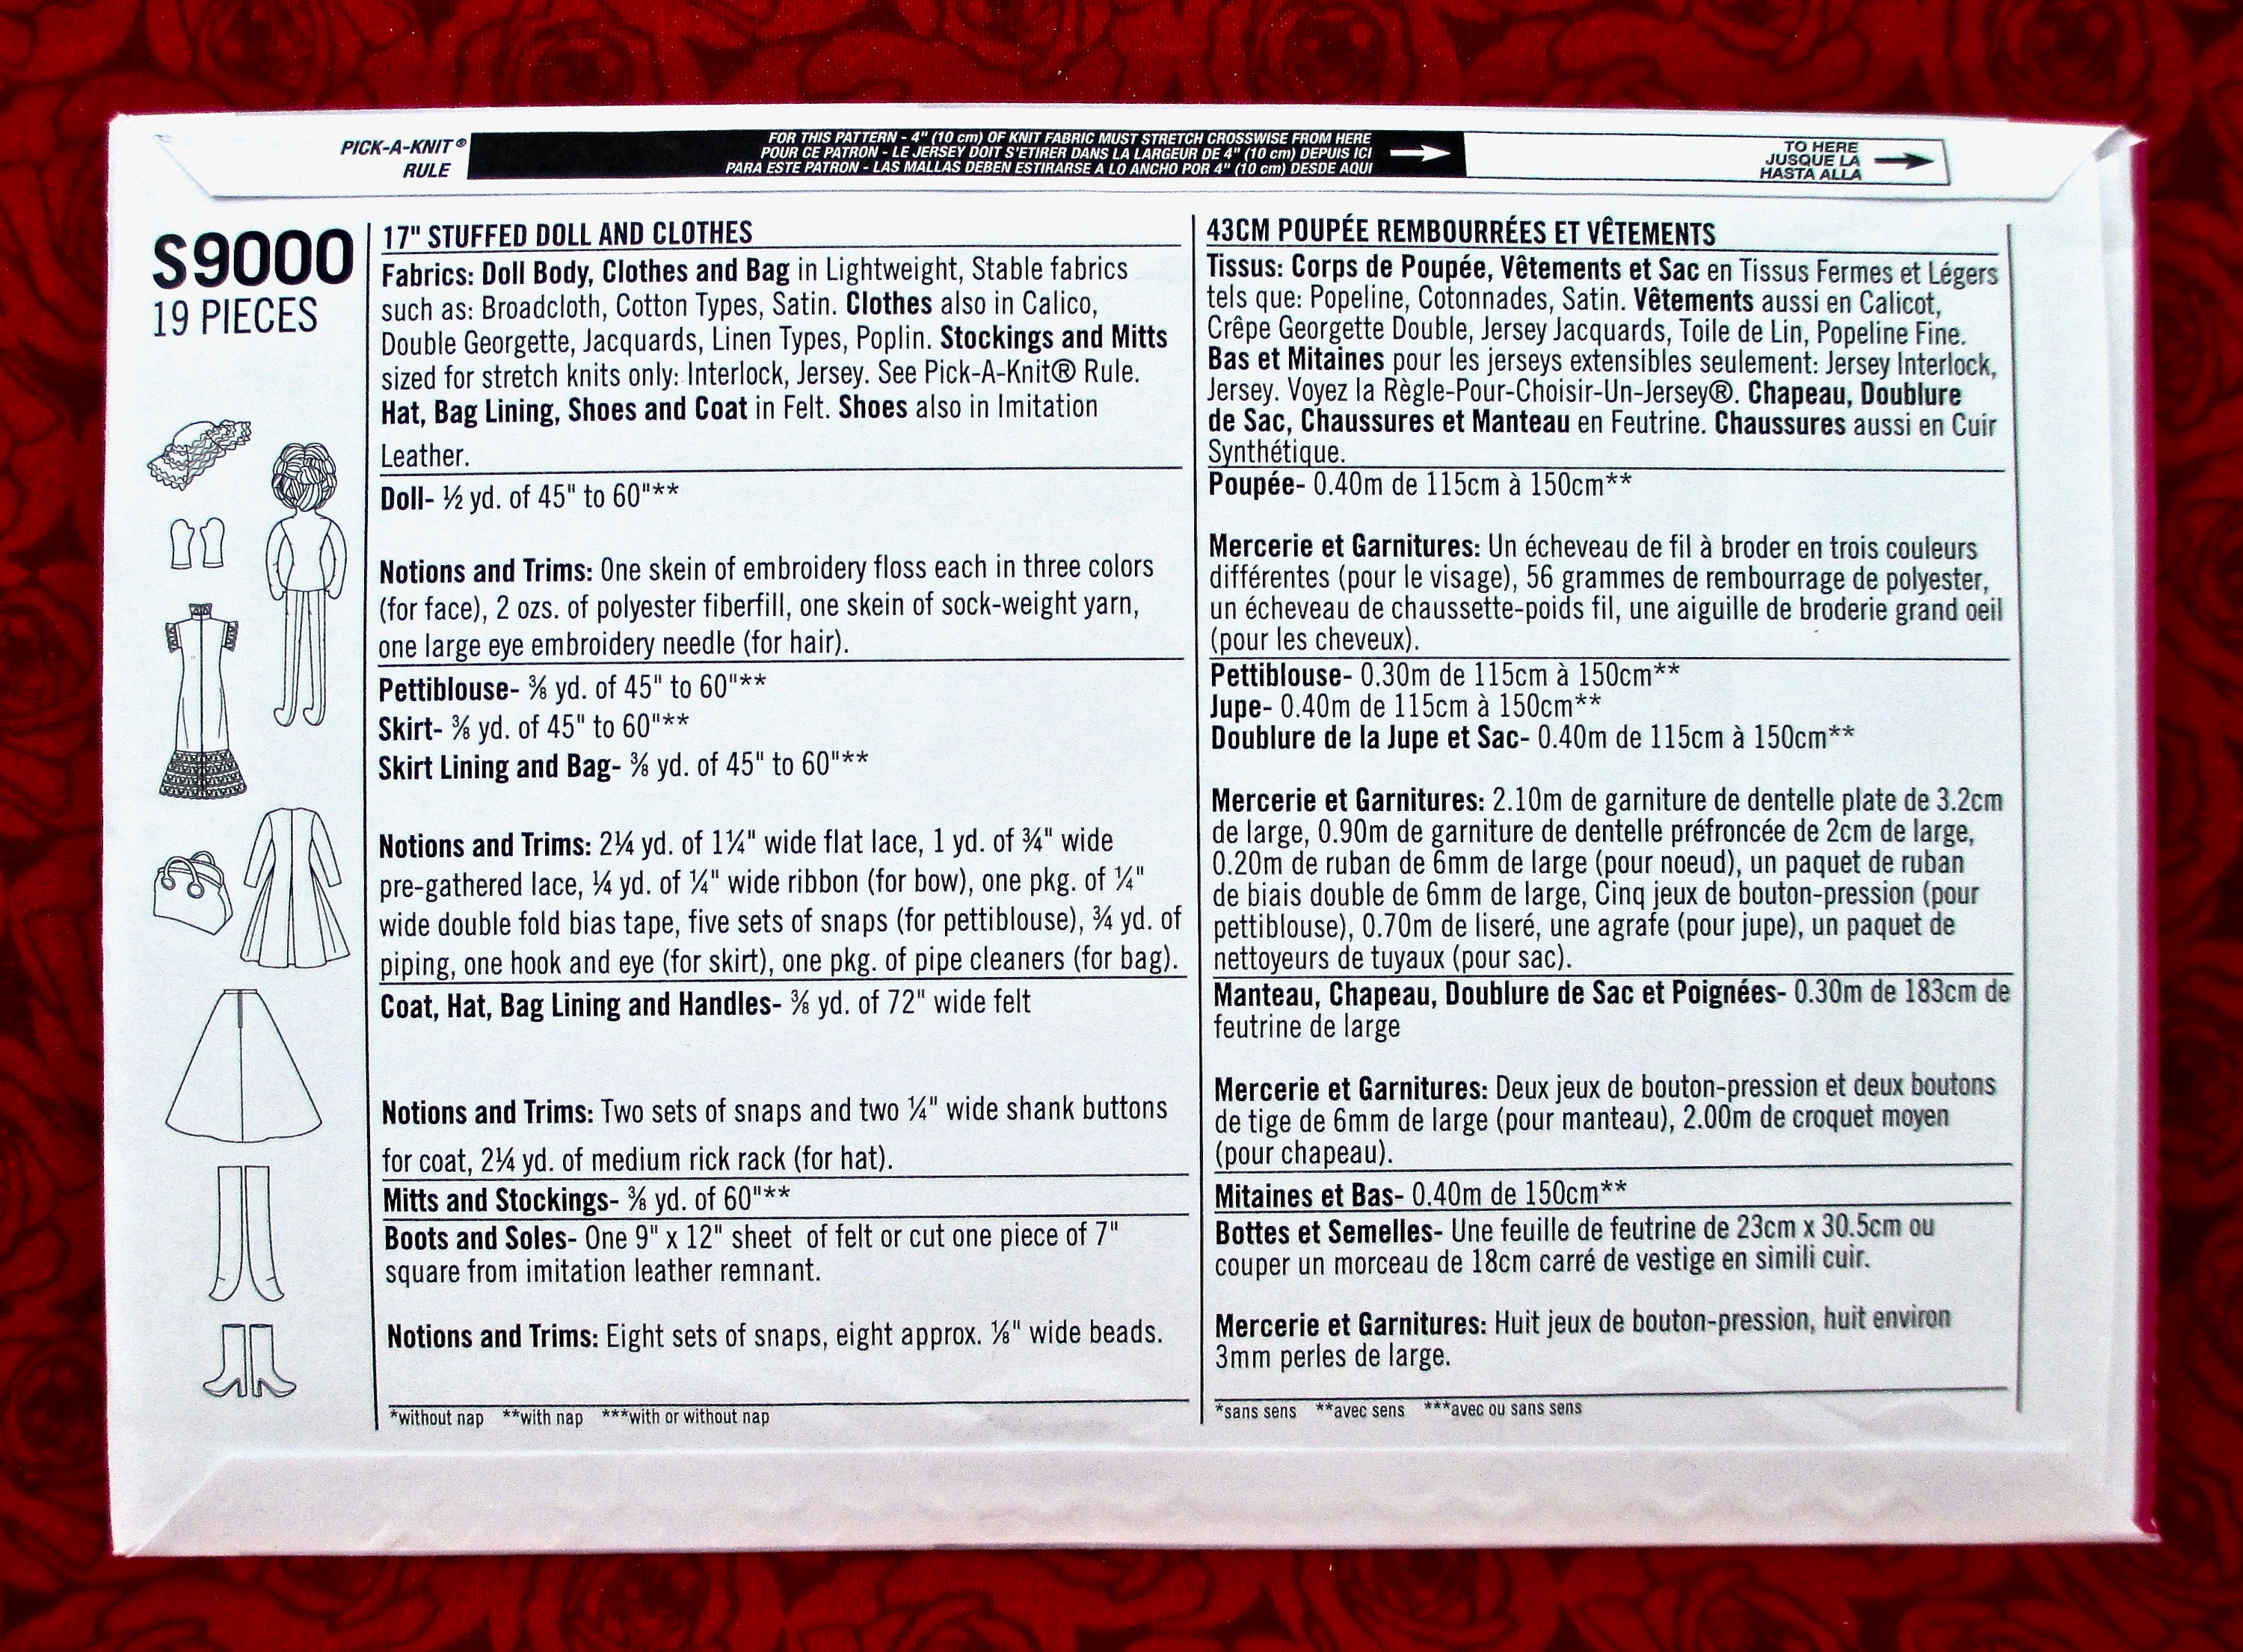 PICK-A-KNIT®
RULE
FOR THIS PATTERN - 4" (10 cm) OF KNIT FABRIC MUST STRETCH CROSSWISE FROM HERE
POUR CE PATRON - LE JERSEY DOIT S'ETIRER DANS LA LARGEUR DE 4" (10 cm) DEPUIS ICI
PARA ESTE PATRON - LAS MALLAS DEBEN ESTIRARSE A LO ANCHO POR 4" (10 cm) DESDE AQUI
TO HERE
JUSQUE LA
HASTA ALLA
S9000
19 PIECES
17" STUFFED DOLL AND CLOTHES
Fabrics: Doll Body, Clothes and Bag in Lightweight, Stable fabrics
such as: Broadcloth, Cotton Types, Satin. Clothes also in Calico,
Double Georgette, Jacquards, Linen Types, Poplin. Stockings and Mitts
sized for stretch knits only: Interlock, Jersey. See Pick-A-Knit® Rule.
Hat, Bag Lining, Shoes and Coat in Felt. Shoes also in Imitation
Leather.
Doll- ½ yd. of 45" to 60"**
Notions and Trims: One skein of embroidery floss each in three colors
(for face), 2 ozs. of polyester fiberfill, one skein of sock-weight yarn,
one large eye embroidery needle (for hair).
Pettiblouse- ⅜ yd. of 45" to 60"**
Skirt- ⅜ yd. of 45" to 60"**
Skirt Lining and Bag- ⅜ yd. of 45" to 60"**
Notions and Trims: 2¼ yd. of 1¼" wide flat lace, 1 yd. of ¾" wide
pre-gathered lace, ¼ yd. of ¼" wide ribbon (for bow), one pkg. of ¼"
wide double fold bias tape, five sets of snaps (for pettiblouse), ¾ yd. of
piping, one hook and eye (for skirt), one pkg. of pipe cleaners (for bag).
Coat, Hat, Bag Lining and Handles- ⅜ yd. of 72" wide felt
Notions and Trims: Two sets of snaps and two ¼" wide shank buttons
for coat, 2¼ yd. of medium rick rack (for hat).
Mitts and Stockings- ⅜ yd. of 60"**
Boots and Soles- One 9" x 12" sheet of felt or cut one piece of 7"
square from imitation leather remnant.
Notions and Trims: Eight sets of snaps, eight approx. ⅛" wide beads.
*without nap **with nap ***with or without nap
43CM POUPÉE REMBOURRÉES ET VÊTEMENTS
Tissus: Corps de Poupée, Vêtements et Sac en Tissus Fermes et Légers
tels que: Popeline, Cotonnades, Satin. Vêtements aussi en Calicot,
Crêpe Georgette Double, Jersey Jacquards, Toile de Lin, Popeline Fine.
Bas et Mitaines pour les jerseys extensibles seulement: Jersey Interlock,
Jersey. Voyez la Règle-Pour-Choisir-Un-Jersey®. Chapeau, Doublure
de Sac, Chaussures et Manteau en Feutrine. Chaussures aussi en Cuir
Synthétique.
Poupée- 0.40m de 115cm à 150cm**
Mercerie et Garnitures: Un écheveau de fil à broder en trois couleurs
différentes (pour le visage), 56 grammes de rembourrage de polyester,
un écheveau de chaussette-poids fil, une aiguille de broderie grand oeil
(pour les cheveux).
Pettiblouse- 0.30m de 115cm à 150cm**
Jupe- 0.40m de 115cm à 150cm**
Doublure de la Jupe et Sac- 0.40m de 115cm à 150cm**
Mercerie et Garnitures: 2.10m de garniture de dentelle plate de 3.2cm
de large, 0.90m de garniture de dentelle préfroncée de 2cm de large,
0.20m de ruban de 6mm de large (pour noeud), un paquet de ruban
de biais double de 6mm de large, Cinq jeux de bouton-pression (pour
pettiblouse), 0.70m de liseré, une agrafe (pour jupe), un paquet de
nettoyeurs de tuyaux (pour sac).
Manteau, Chapeau, Doublure de Sac et Poignées- 0.30m de 183cm de
feutrine de large
Mercerie et Garnitures: Deux jeux de bouton-pression et deux boutons
de tige de 6mm de large (pour manteau), 2.00m de croquet moyen
(pour chapeau).
Mitaines et Bas- 0.40m de 150cm**
Bottes et Semelles- Une feuille de feutrine de 23cm x 30.5cm ou
couper un morceau de 18cm carré de vestige en simili cuir.
Mercerie et Garnitures: Huit jeux de bouton-pression, huit environ
3mm perles de large.
*sans sens **avec sens ***avec ou sans sens